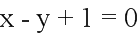 x - y + 1 = 0